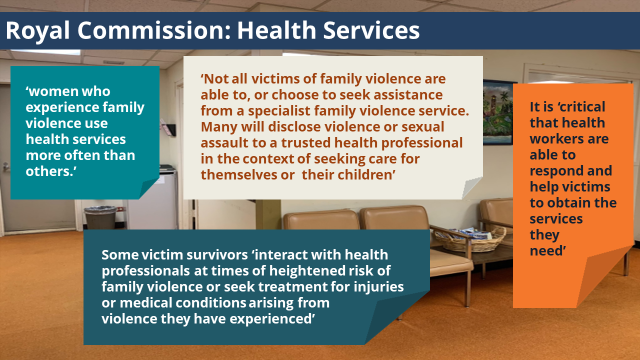 Royal Commission: Health Services
‘women who
experience family
violence use
health services
more often than
others.’
‘Not all victims of family violence are
able to, or choose to seek assistance
from a specialist family violence service.
Many will disclose violence or sexual
assault to a trusted health professional
in the context of seeking care for
themselves or their children’
It is ‘critical
that health
workers are
able to
respond and
help victims
to obtain the
services
they
need’
Some victim survivors ‘interact with health
professionals at times of heightened risk of
family violence or seek treatment for injuries
or medical conditions arising from
violence they have experienced’